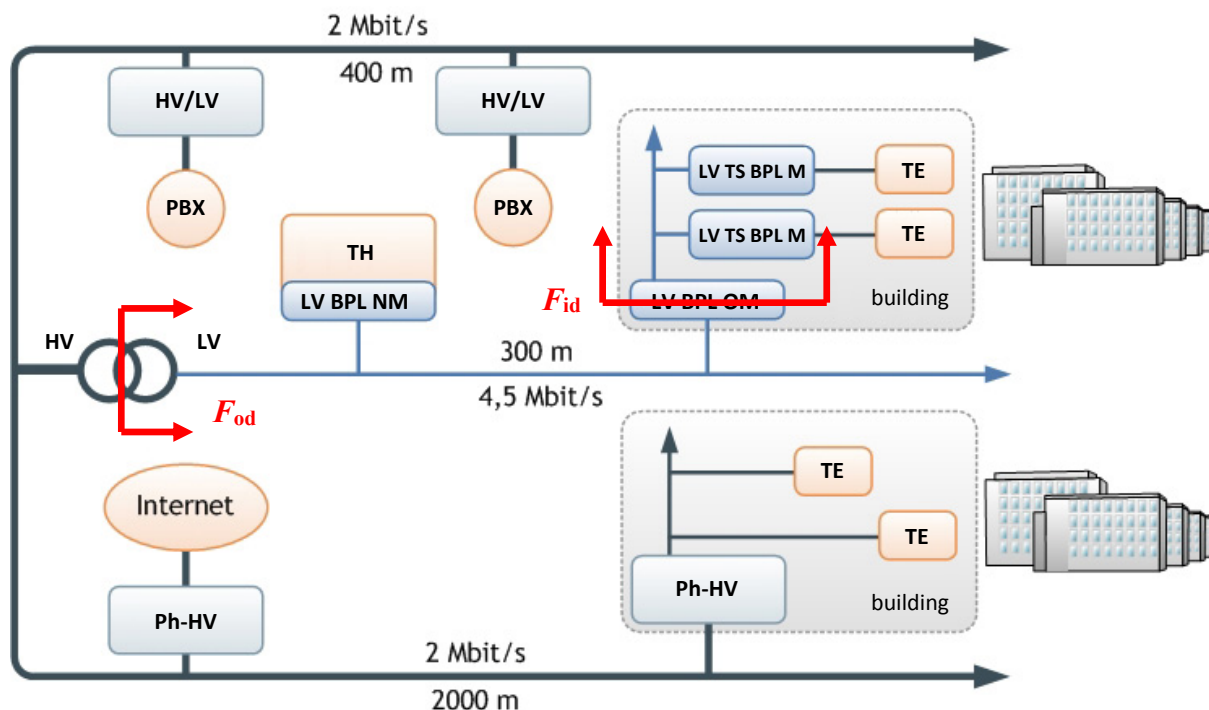 2 Mbit/s
400 m
HV/LV
HV/LV
PBX
PBX
LV TS BPL M
TE
LV TS BPL M
TE
TH
LV BPL NM
LV BPL OM
building
F_id
HV
LV
300 m
4,5 Mbit/s
F_od
Internet
TE
TE
Ph-HV
Ph-HV
building
2 Mbit/s
2000 m